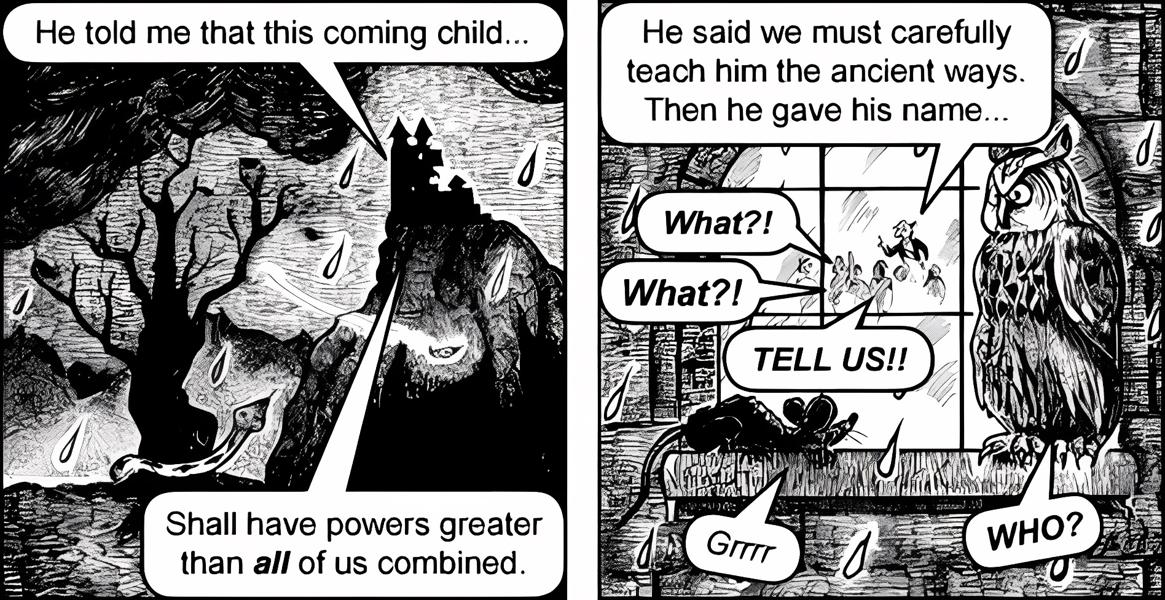 He told me that this coming child...
Shall have powers greater
than all of us combined.
He said we must carefully
teach him the ancient ways.
Then he gave his name...
What?!
What?!
TELL US!!
Grrrr
WHO?